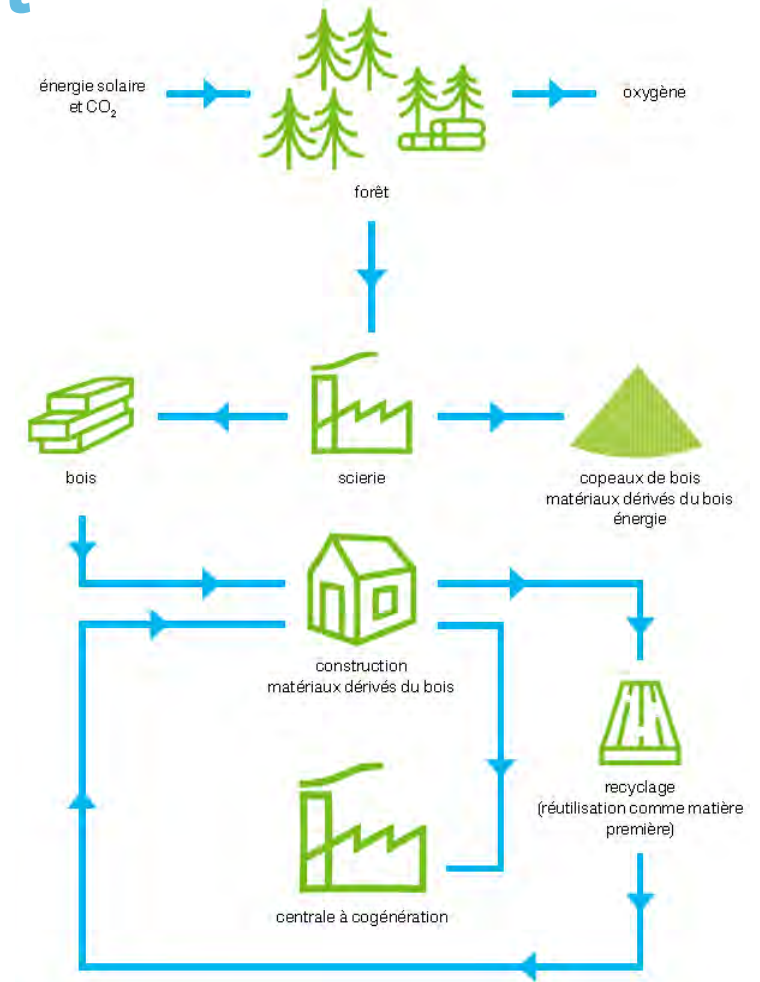 énergie solaire
et CO₂
oxygène
forêt
bois
scierie
copeaux de bois
matériaux dérivés du bois
énergie
construction
matériaux dérivés du bois
recyclage
(réutilisation comme matière
première)
centrale à cogénération